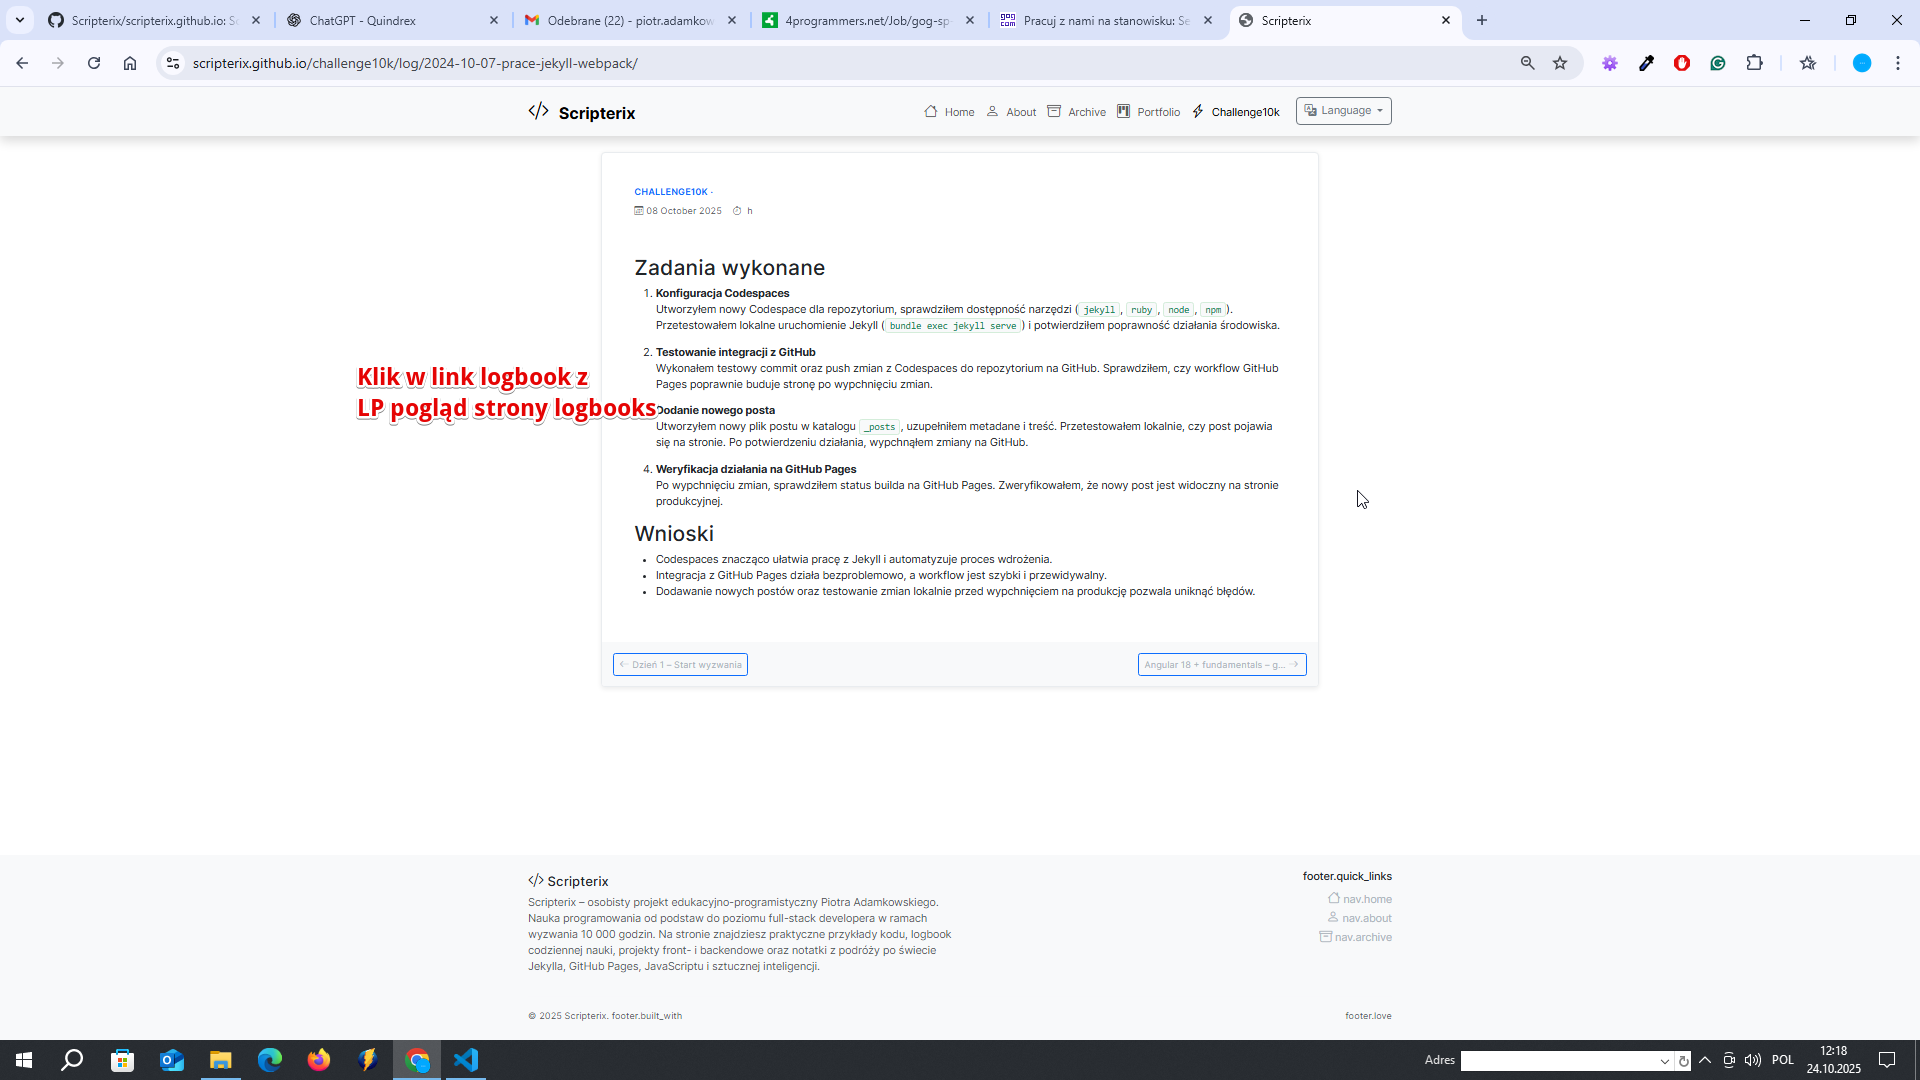 Scripterix/scripterix.github.io: Sc
ChatGPT - Quindrex
Odebrane (22) - piotr.adamkow
4programmers.net/Job/gog-sp
Pracuj z nami na stanowisku: Se
Scripterix
scripterix.github.io/challenge10k/log/2024-10-07-prace-jekyll-webpack/
</> Scripterix
Home
About
Archive
Portfolio
Challenge10k
Language
CHALLENGE10K ·
08 October 2025 h
Zadania wykonane
1. Konfiguracja Codespaces
Utworzyłem nowy Codespace dla repozytorium, sprawdziłem dostępność narzędzi ( jekyll , ruby , node , npm ).
Przetestowałem lokalne uruchomienie Jekyll ( bundle exec jekyll serve ) i potwierdziłem poprawność działania środowiska.
2. Testowanie integracji z GitHub
Wykonałem testowy commit oraz push zmian z Codespaces do repozytorium na GitHub. Sprawdziłem, czy workflow GitHub
Pages poprawnie buduje stronę po wypchnięciu zmian.
Klik w link logbook z
LP pogląd strony logbooks
Dodanie nowego posta
Utworzyłem nowy plik postu w katalogu _posts , uzupełniłem metadane i treść. Przetestowałem lokalnie, czy post pojawia
się na stronie. Po potwierdzeniu działania, wypchnąłem zmiany na GitHub.
4. Weryfikacja działania na GitHub Pages
Po wypchnięciu zmian, sprawdziłem status builda na GitHub Pages. Zweryfikowałem, że nowy post jest widoczny na stronie
produkcyjnej.
Wnioski
• Codespaces znacząco ułatwia pracę z Jekyll i automatyzuje proces wdrożenia.
• Integracja z GitHub Pages działa bezproblemowo, a workflow jest szybki i przewidywalny.
• Dodawanie nowych postów oraz testowanie zmian lokalnie przed wypchnięciem na produkcję pozwala uniknąć błędów.
← Dzień 1 – Start wyzwania
Angular 18 + fundamentals – g... →
</> Scripterix
Scripterix – osobisty projekt edukacyjno-programistyczny Piotra Adamkowskiego.
Nauka programowania od podstaw do poziomu full-stack developera w ramach
wyzwania 10 000 godzin. Na stronie znajdziesz praktyczne przykłady kodu, logbook
codziennej nauki, projekty front- i backendowe oraz notatki z podróży po świecie
Jekylla, GitHub Pages, JavaScriptu i sztucznej inteligencji.
footer.quick_links
nav.home
nav.about
nav.archive
© 2025 Scripterix. footer.built_with
footer.love
Adres
POL
12:18
24.10.2025